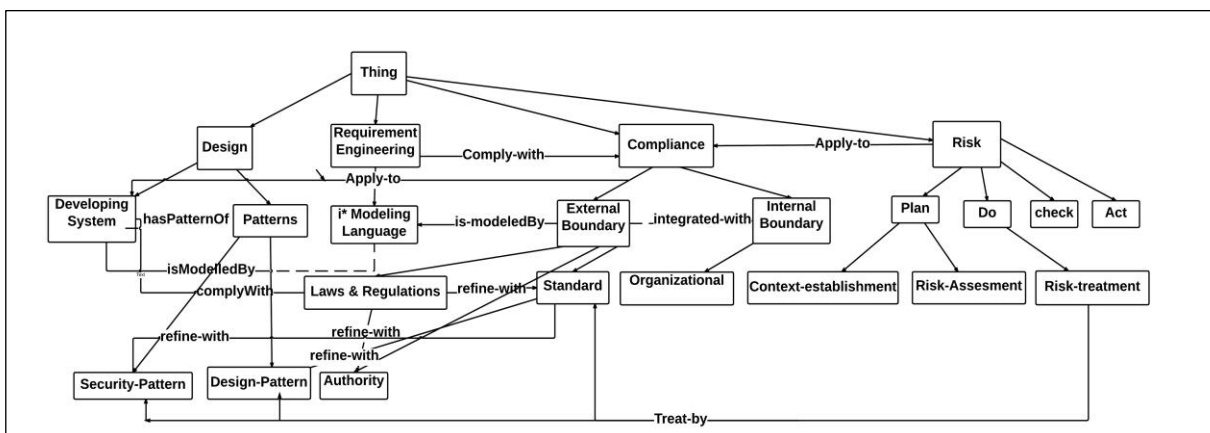 Thing
Design
Requirement
Engineering
Comply-with
Compliance
Apply-to
Risk
Apply-to
Developing
System
hasPatternOf
Patterns
i* Modeling
Language
is-modeledBy
External
Boundary
integrated-with
Internal
Boundary
Plan
Do
check
Act
isModelledBy
complyWith
Laws & Regulations
refine-with
Standard
Organizational
Context-establishment
Risk-Assesment
Risk-treatment
refine-with
refine-with
refine-with
Security-Pattern
Design-Pattern
Authority
Treat-by